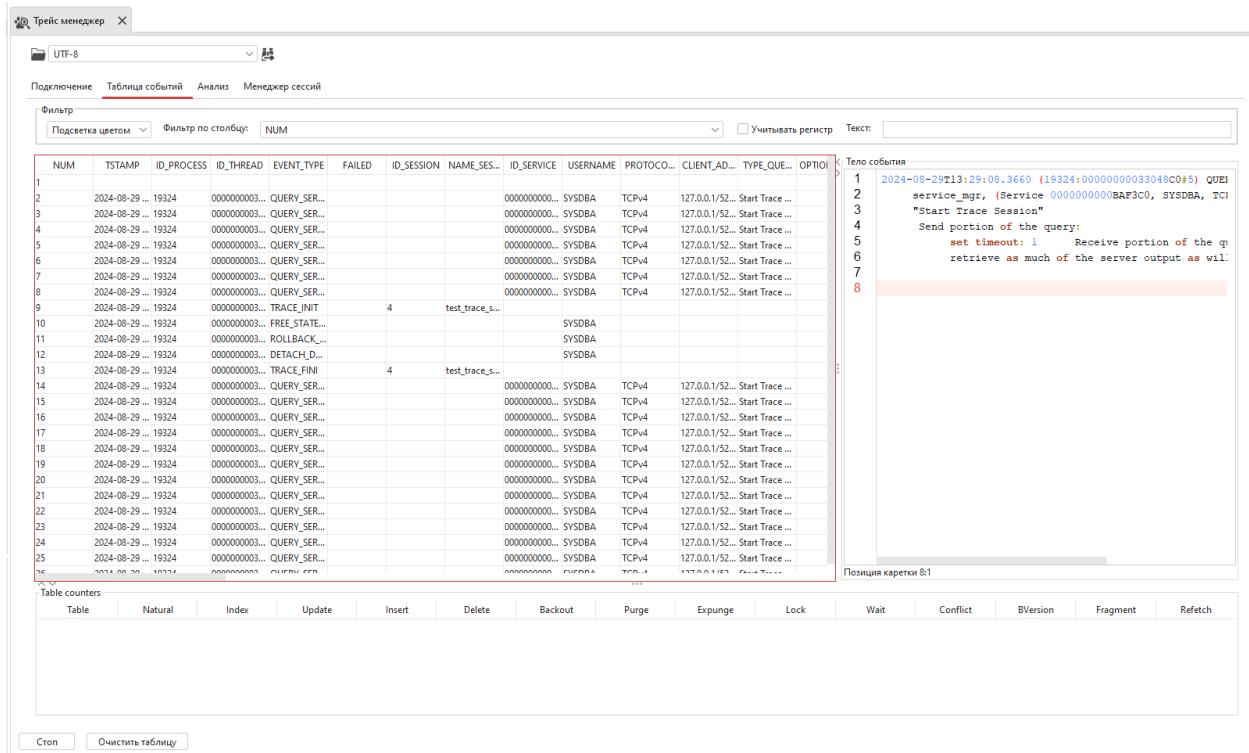 Трейс менеджер
UTF-8
Подключение Таблица событий Анализ Менеджер сессий
Фильтр
Подсветка цветом Фильтр по столбцу: NUM Учитывать регистр Текст:
NUM TSTAMP ID_PROCESS ID_THREAD EVENT_TYPE FAILED ID_SESSION NAME_SES... ID_SERVICE USERNAME PROTOCO... CLIENT_AD... TYPE_QUE... OPTIO
1
2 2024-08-29 ... 19324 0000000003... QUERY_SER... 0000000000... SYSDBA TCPv4 127.0.0.1/52... Start Trace ...
3 2024-08-29 ... 19324 0000000003... QUERY_SER... 0000000000... SYSDBA TCPv4 127.0.0.1/52... Start Trace ...
4 2024-08-29 ... 19324 0000000003... QUERY_SER... 0000000000... SYSDBA TCPv4 127.0.0.1/52... Start Trace ...
5 2024-08-29 ... 19324 0000000003... QUERY_SER... 0000000000... SYSDBA TCPv4 127.0.0.1/52... Start Trace ...
6 2024-08-29 ... 19324 0000000003... QUERY_SER... 0000000000... SYSDBA TCPv4 127.0.0.1/52... Start Trace ...
7 2024-08-29 ... 19324 0000000003... QUERY_SER... 0000000000... SYSDBA TCPv4 127.0.0.1/52... Start Trace ...
8 2024-08-29 ... 19324 0000000003... QUERY_SER... 0000000000... SYSDBA TCPv4 127.0.0.1/52... Start Trace ...
9 2024-08-29 ... 19324 0000000003... TRACE_INIT 4 test_trace_s...
10 2024-08-29 ... 19324 0000000003... FREE_STATE... SYSDBA
11 2024-08-29 ... 19324 0000000003... ROLLBACK_... SYSDBA
12 2024-08-29 ... 19324 0000000003... DETACH_D... SYSDBA
13 2024-08-29 ... 19324 0000000003... TRACE_FINI 4 test_trace_s...
14 2024-08-29 ... 19324 0000000003... QUERY_SER... 0000000000... SYSDBA TCPv4 127.0.0.1/52... Start Trace ...
15 2024-08-29 ... 19324 0000000003... QUERY_SER... 0000000000... SYSDBA TCPv4 127.0.0.1/52... Start Trace ...
16 2024-08-29 ... 19324 0000000003... QUERY_SER... 0000000000... SYSDBA TCPv4 127.0.0.1/52... Start Trace ...
17 2024-08-29 ... 19324 0000000003... QUERY_SER... 0000000000... SYSDBA TCPv4 127.0.0.1/52... Start Trace ...
18 2024-08-29 ... 19324 0000000003... QUERY_SER... 0000000000... SYSDBA TCPv4 127.0.0.1/52... Start Trace ...
19 2024-08-29 ... 19324 0000000003... QUERY_SER... 0000000000... SYSDBA TCPv4 127.0.0.1/52... Start Trace ...
20 2024-08-29 ... 19324 0000000003... QUERY_SER... 0000000000... SYSDBA TCPv4 127.0.0.1/52... Start Trace ...
21 2024-08-29 ... 19324 0000000003... QUERY_SER... 0000000000... SYSDBA TCPv4 127.0.0.1/52... Start Trace ...
22 2024-08-29 ... 19324 0000000003... QUERY_SER... 0000000000... SYSDBA TCPv4 127.0.0.1/52... Start Trace ...
23 2024-08-29 ... 19324 0000000003... QUERY_SER... 0000000000... SYSDBA TCPv4 127.0.0.1/52... Start Trace ...
24 2024-08-29 ... 19324 0000000003... QUERY_SER... 0000000000... SYSDBA TCPv4 127.0.0.1/52... Start Trace ...
25 2024-08-29 ... 19324 0000000003... QUERY_SER... 0000000000... SYSDBA TCPv4 127.0.0.1/52... Start Trace ...
Тело события
1 2024-08-29T13:29:08.3660 (19324:00000000033048C0#5) QUE
2 service_mgr, (Service 0000000000BAF3C0, SYSDBA, TC
3 "Start Trace Session"
4 Send portion of the query:
5 set timeout: 1 Receive portion of the q
6 retrieve as much of the server output as wil
7
8
Позиция каретки 8:1
Table counters
Table Natural Index Update Insert Delete Backout Purge Expunge Lock Wait Conflict BVersion Fragment Refetch
Стоп Очистить таблицу